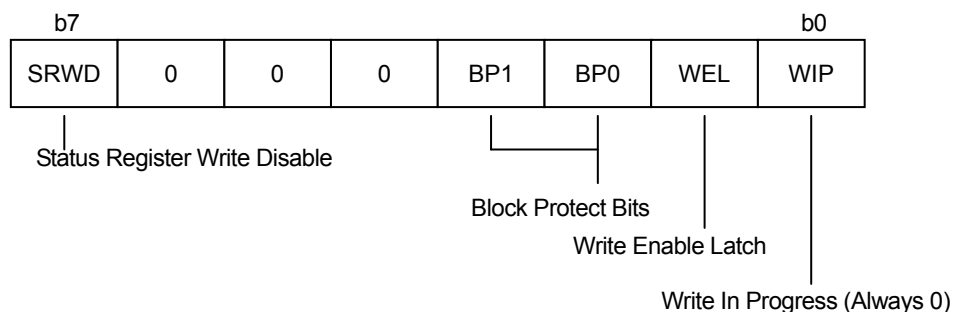 b7 b0
SRWD 0 0 0 BP1 BP0 WEL WIP
Status Register Write Disable
Block Protect Bits
Write Enable Latch
Write In Progress (Always 0)